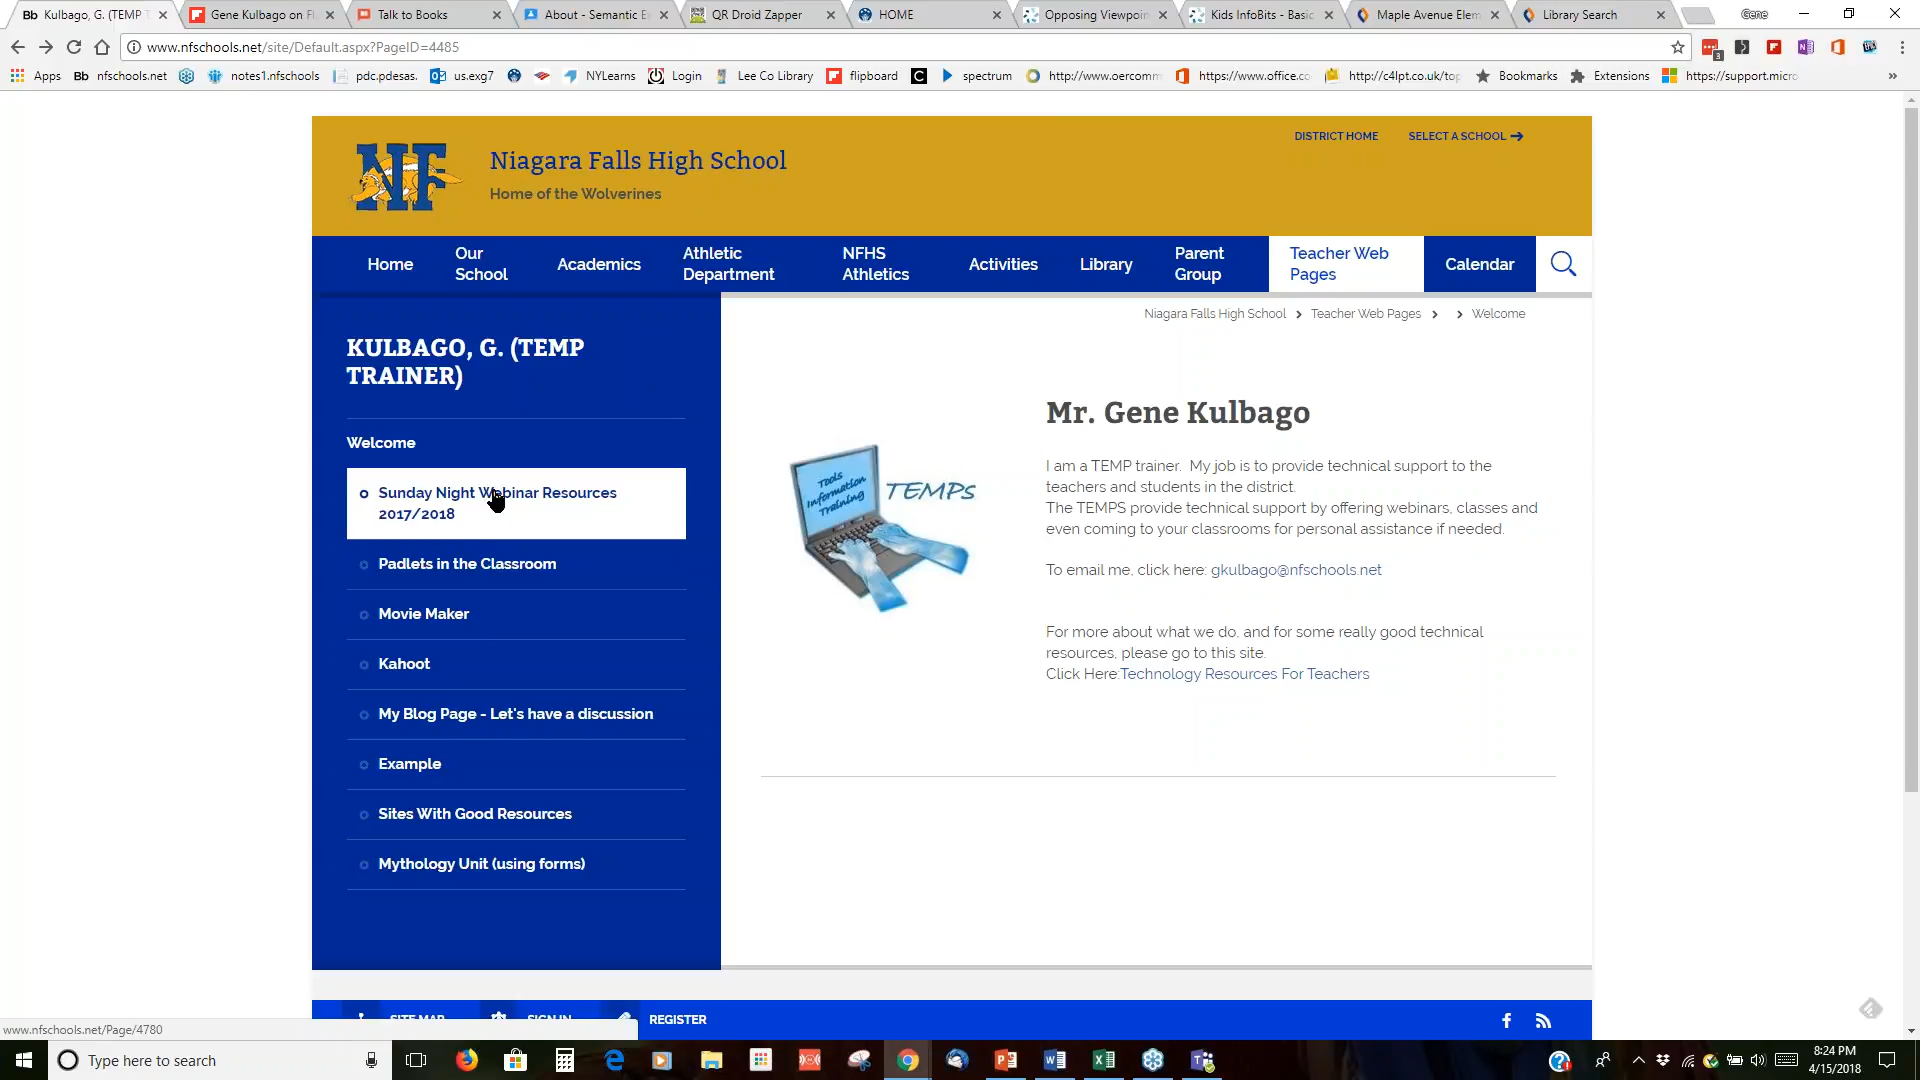 Kulbago, G. (TEMP T
Gene Kulbago on Fl
Talk to Books
About - Semantic E
QR Droid Zapper
HOME
Opposing Viewpoin
Kids InfoBits - Basic
Maple Avenue Elem
Library Search
Gene
www.nfschools.net/site/Default.aspx?PageID=4485
3
Apps
Bb nfschools.net
notes1.nfschools
pdc.pdesas.
us.exg7
NYLearns
Login
Lee Co Library
flipboard
spectrum
http://www.oercomm
https://www.office.co
http://c4lpt.co.uk/top
Bookmarks
Extensions
https://support.micro
NF
Niagara Falls High School
Home of the Wolverines
DISTRICT HOME
SELECT A SCHOOL
Home
Our
School
Academics
Athletic
Department
NFHS
Athletics
Activities
Library
Parent
Group
Teacher Web
Pages
Calendar
Niagara Falls High School > Teacher Web Pages > > Welcome
KULBAGO, G. (TEMP
TRAINER)
Welcome
Sunday Night Webinar Resources
2017/2018
Padlets in the Classroom
Movie Maker
Kahoot
My Blog Page - Let's have a discussion
Example
Sites With Good Resources
Mythology Unit (using forms)
Tools
Information
Training
TEMPs
Mr. Gene Kulbago
I am a TEMP trainer. My job is to provide technical support to the
teachers and students in the district.
The TEMPS provide technical support by offering webinars, classes and
even coming to your classrooms for personal assistance if needed.
To email me, click here: gkulbago@nfschools.net
For more about what we do, and for some really good technical
resources, please go to this site.
Click Here:Technology Resources For Teachers
SITE MAP
SIGN IN
REGISTER
www.nfschools.net/Page/4780
Type here to search
8:24 PM
4/15/2018